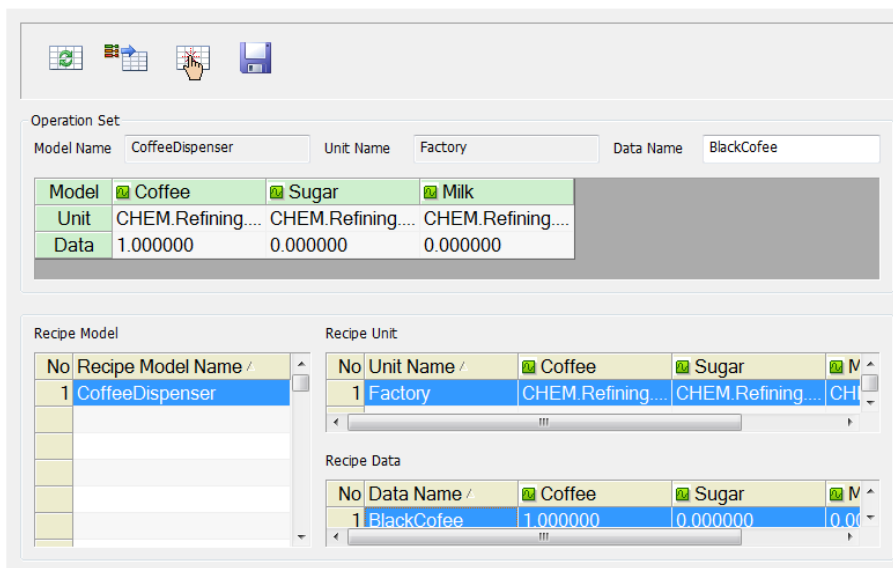 Operation Set
Model Name CoffeeDispenser Unit Name Factory Data Name BlackCofee
Model Coffee Sugar Milk
Unit CHEM.Refining.... CHEM.Refining.... CHEM.Refining....
Data 1.000000 0.000000 0.000000
Recipe Model
No Recipe Model Name
1 CoffeeDispenser
Recipe Unit
No Unit Name Coffee Sugar M
1 Factory CHEM.Refining.... CHEM.Refining.... CHE
Recipe Data
No Data Name Coffee Sugar M
1 BlackCofee 1.000000 0.000000 0.00